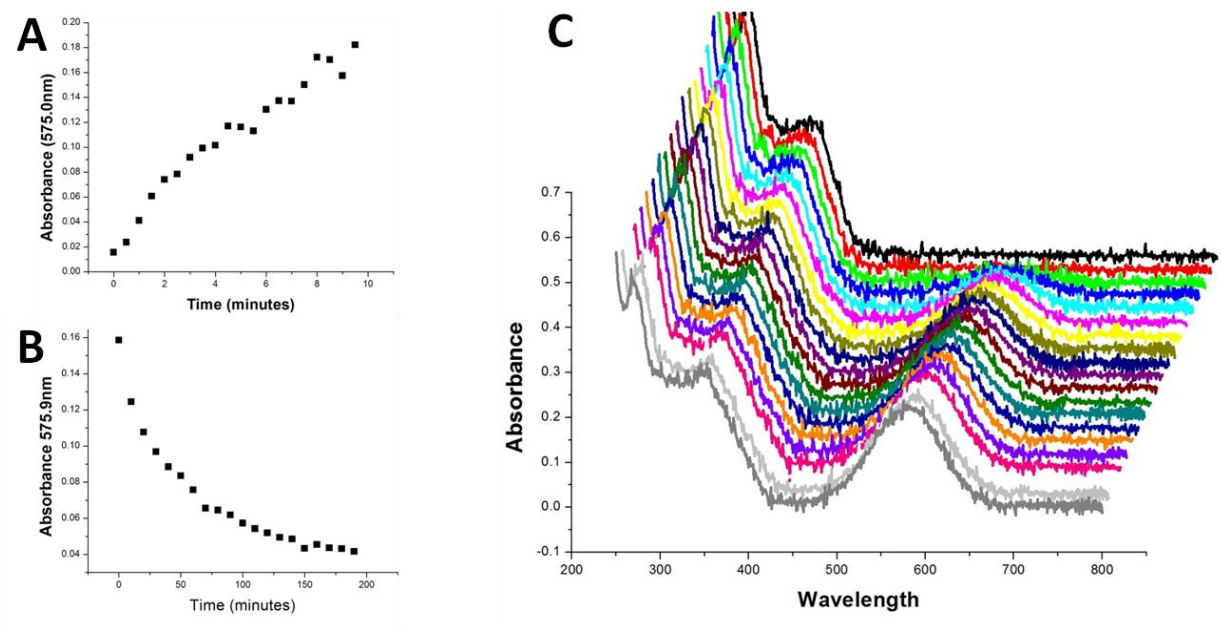 A
0.20
0.18
0.16
0.14
0.12
0.10
0.08
0.06
0.04
0.02
0.00
Absorbance (575.0nm)
0 2 4 6 8 10
Time (minutes)
B
0.16
0.14
0.12
0.10
0.08
0.06
0.04
Absorbance 575.9nm
0 50 100 150 200
Time (minutes)
C
0.7
0.6
0.5
0.4
0.3
0.2
0.1
0.0
-0.1
Absorbance
200 300 400 500 600 700 800
Wavelength